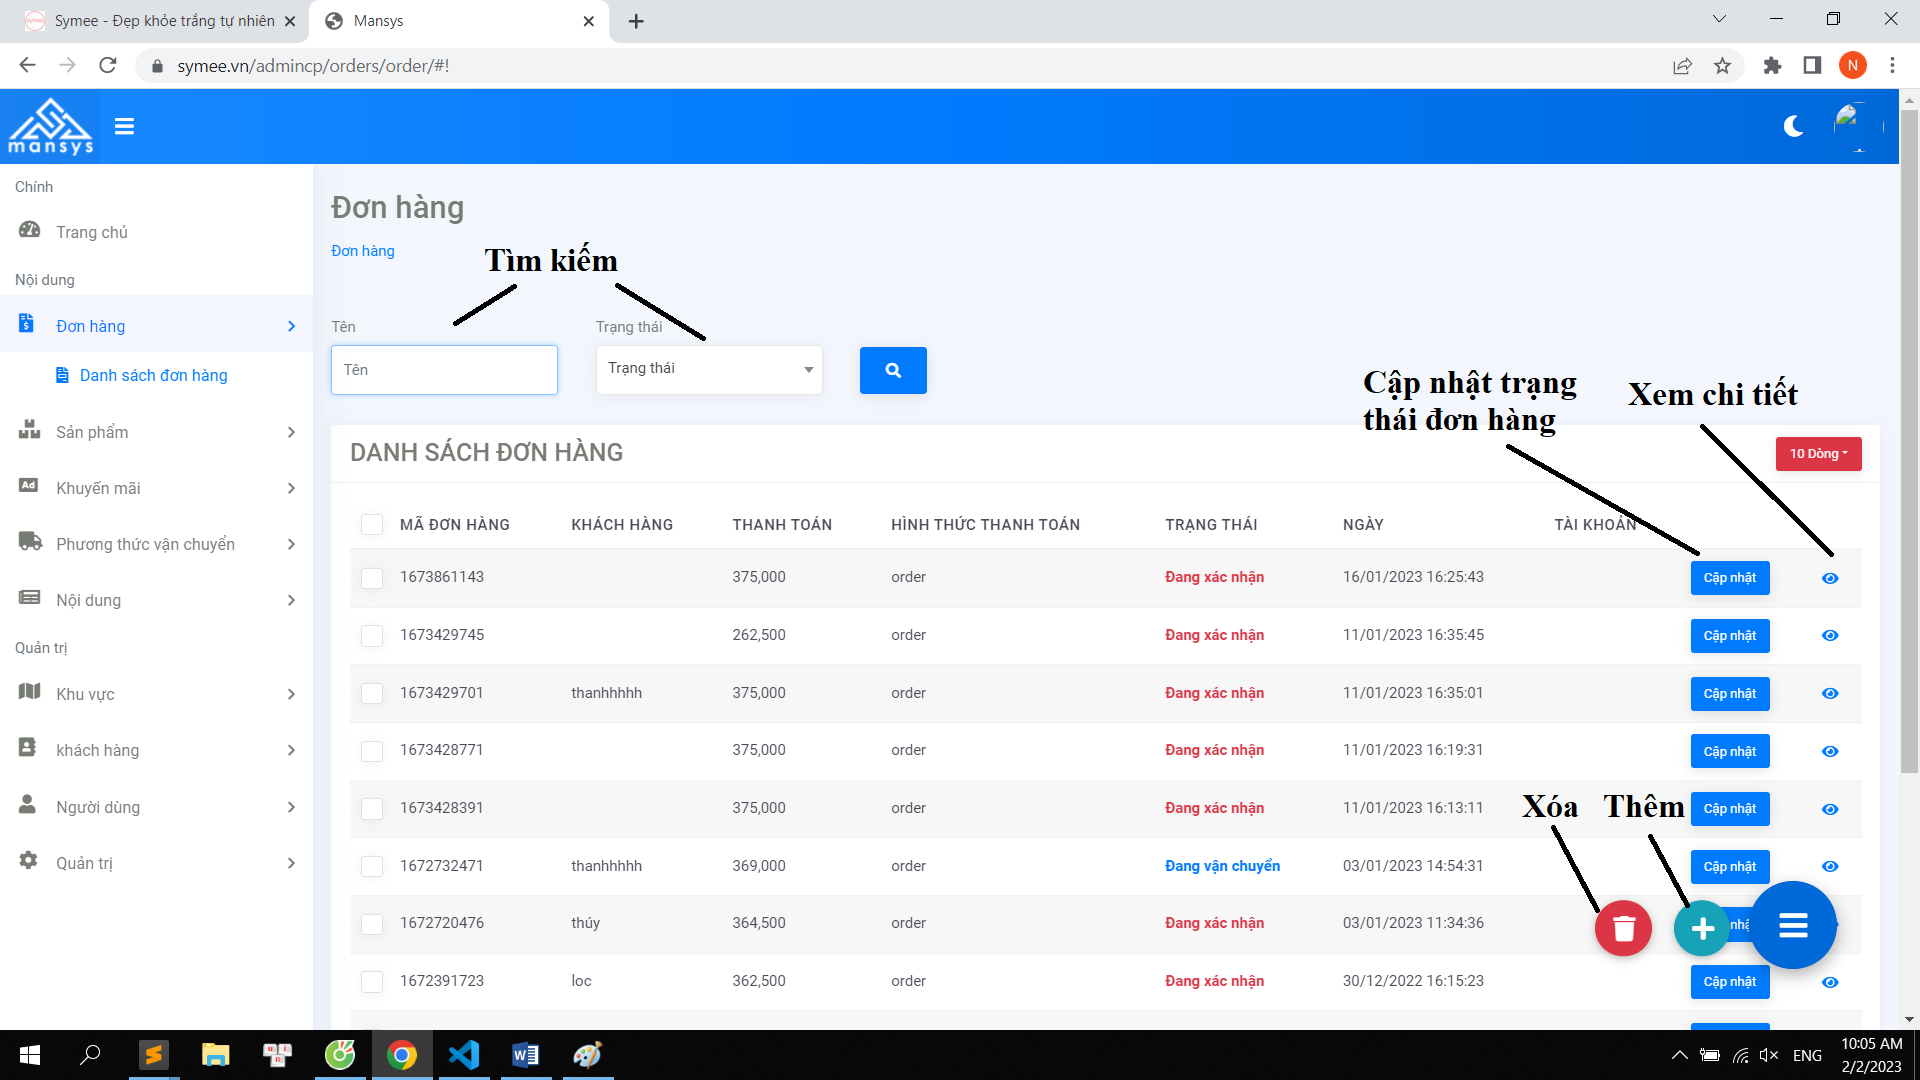 Symee - Đẹp khỏe trắng tự nhiên
Mansys
symee.vn/admincp/orders/order/#!
N
mansys
Chính
Trang chủ
Nội dung
Đơn hàng
Danh sách đơn hàng
Sản phẩm
Ad
Khuyến mãi
Phương thức vận chuyển
Nội dung
Quản trị
Khu vực
khách hàng
Người dùng
Quản trị
Đơn hàng
Đơn hàng
Tìm kiếm
Tên
Trạng thái
Tên
Trạng thái
Cập nhật trạng
thái đơn hàng
Xem chi tiết
DANH SÁCH ĐƠN HÀNG
10 Dòng
MÃ ĐƠN HÀNG KHÁCH HÀNG THANH TOÁN HÌNH THỨC THANH TOÁN TRẠNG THÁI NGÀY TÀI KHOẢN
1673861143 375,000 order Đang xác nhận 16/01/2023 16:25:43 Cập nhật
1673429745 262,500 order Đang xác nhận 11/01/2023 16:35:45 Cập nhật
1673429701 thanhhhhh 375,000 order Đang xác nhận 11/01/2023 16:35:01 Cập nhật
1673428771 375,000 order Đang xác nhận 11/01/2023 16:19:31 Cập nhật
1673428391 375,000 order Đang xác nhận 11/01/2023 16:13:11 Cập nhật
Xóa Thêm
1672732471 thanhhhhh 369,000 order Đang vận chuyển 03/01/2023 14:54:31 Cập nhật
1672720476 thúy 364,500 order Đang xác nhận 03/01/2023 11:34:36
1672391723 loc 362,500 order Đang xác nhận 30/12/2022 16:15:23 Cập nhật
ENG
10:05 AM
2/2/2023